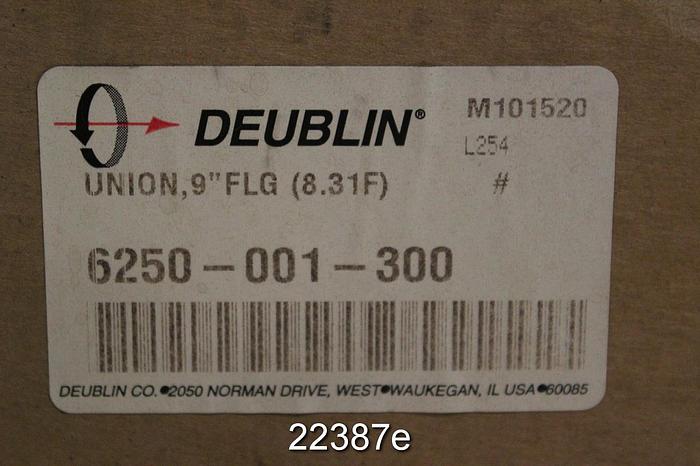 DEUBLIN® M101520
L254
UNION,9"FLG (8.31F) #
6250-001-300
DEUBLIN CO.●2050 NORMAN DRIVE, WEST●WAUKEGAN, IL USA●60085
22387e